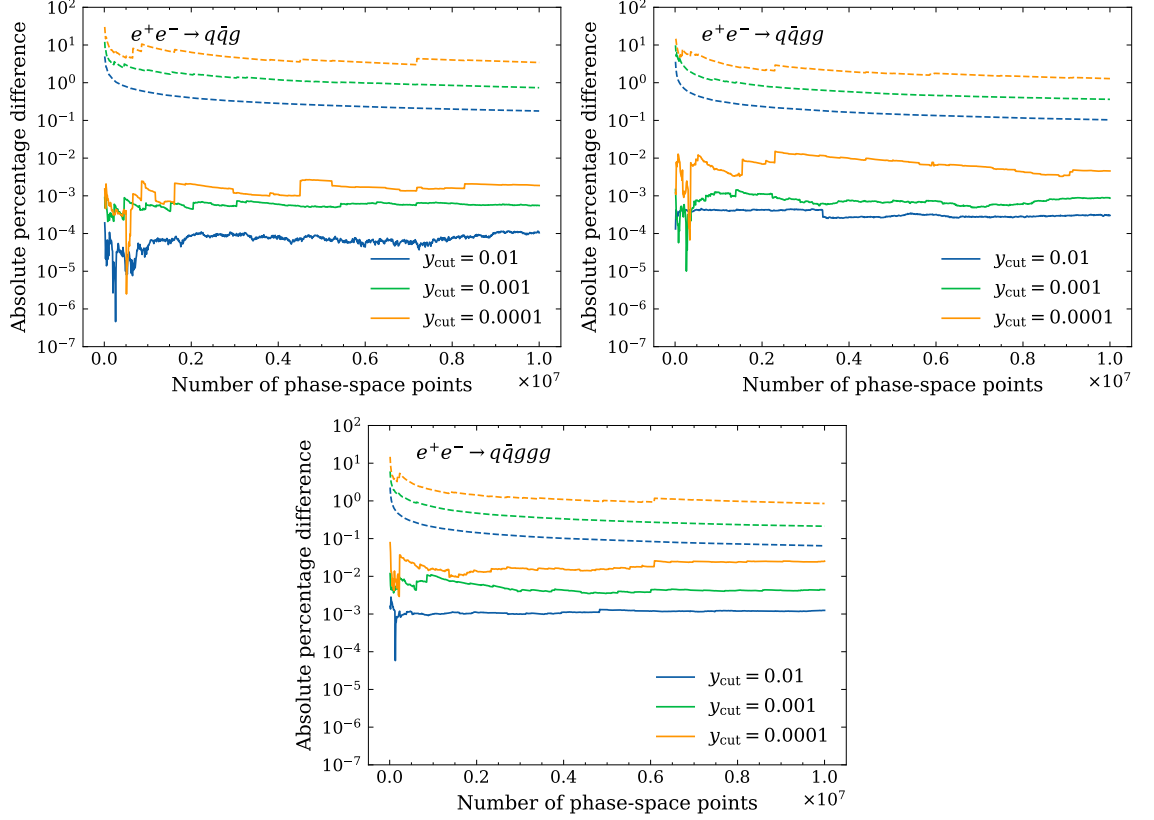 e⁺e⁻ → qq̄g
Absolute percentage difference
10²
10¹
10⁰
10⁻¹
10⁻²
10⁻³
10⁻⁴
10⁻⁵
10⁻⁶
10⁻⁷
y_cut = 0.01
y_cut = 0.001
y_cut = 0.0001
0.0 0.2 0.4 0.6 0.8 1.0
×10⁷
Number of phase-space points
e⁺e⁻ → qq̄gg
Absolute percentage difference
10²
10¹
10⁰
10⁻¹
10⁻²
10⁻³
10⁻⁴
10⁻⁵
10⁻⁶
10⁻⁷
y_cut = 0.01
y_cut = 0.001
y_cut = 0.0001
0.0 0.2 0.4 0.6 0.8 1.0
×10⁷
Number of phase-space points
e⁺e⁻ → qq̄ggg
Absolute percentage difference
10²
10¹
10⁰
10⁻¹
10⁻²
10⁻³
10⁻⁴
10⁻⁵
10⁻⁶
10⁻⁷
y_cut = 0.01
y_cut = 0.001
y_cut = 0.0001
0.0 0.2 0.4 0.6 0.8 1.0
×10⁷
Number of phase-space points